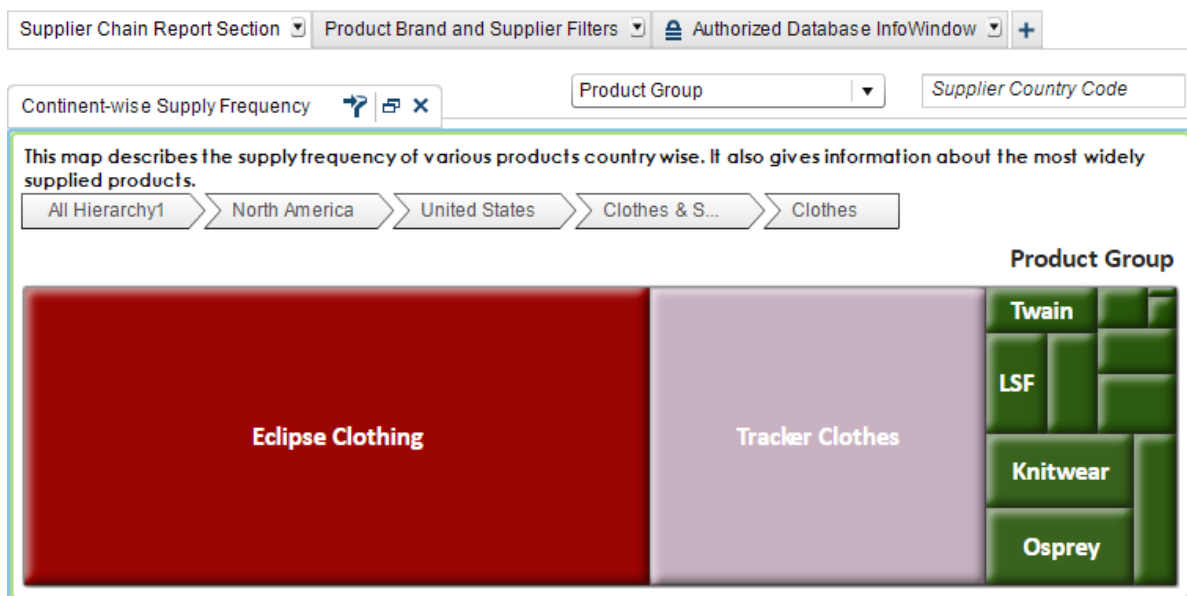 Supplier Chain Report Section Product Brand and Supplier Filters Authorized Database InfoWindow +
Product Group Supplier Country Code
Continent-wise Supply Frequency
This map describes the supply frequency of various products country wise. It also gives information about the most widely
supplied products.
All Hierarchy1 North America United States Clothes & S... Clothes
Product Group
Eclipse Clothing
Tracker Clothes
Twain
LSF
Knitwear
Osprey